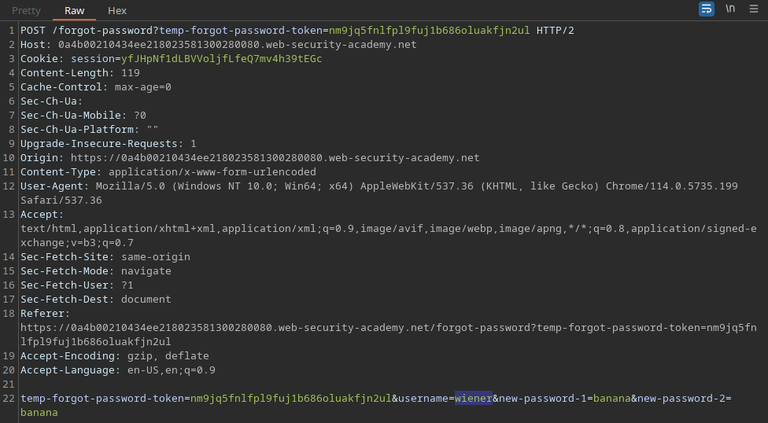 Pretty Raw Hex \n
1 POST /forgot-password?temp-forgot-password-token=nm9jq5fnlfpl9fuj1b686oluakfjn2ul HTTP/2
2 Host: 0a4b00210434ee218023581300280080.web-security-academy.net
3 Cookie: session=yfJHpNf1dLBVVoljfLfeQ7mv4h39tEGc
4 Content-Length: 119
5 Cache-Control: max-age=0
6 Sec-Ch-Ua:
7 Sec-Ch-Ua-Mobile: ?0
8 Sec-Ch-Ua-Platform: ""
9 Upgrade-Insecure-Requests: 1
10 Origin: https://0a4b00210434ee218023581300280080.web-security-academy.net
11 Content-Type: application/x-www-form-urlencoded
12 User-Agent: Mozilla/5.0 (Windows NT 10.0; Win64; x64) AppleWebKit/537.36 (KHTML, like Gecko) Chrome/114.0.5735.199
Safari/537.36
13 Accept:
text/html,application/xhtml+xml,application/xml;q=0.9,image/avif,image/webp,image/apng,*/*;q=0.8,application/signed-e
xchange;v=b3;q=0.7
14 Sec-Fetch-Site: same-origin
15 Sec-Fetch-Mode: navigate
16 Sec-Fetch-User: ?1
17 Sec-Fetch-Dest: document
18 Referer:
https://0a4b00210434ee218023581300280080.web-security-academy.net/forgot-password?temp-forgot-password-token=nm9jq5fn
lfpl9fuj1b686oluakfjn2ul
19 Accept-Encoding: gzip, deflate
20 Accept-Language: en-US,en;q=0.9
21
22 temp-forgot-password-token=nm9jq5fnlfpl9fuj1b686oluakfjn2ul&username=wiener&new-password-1=banana&new-password-2=
banana